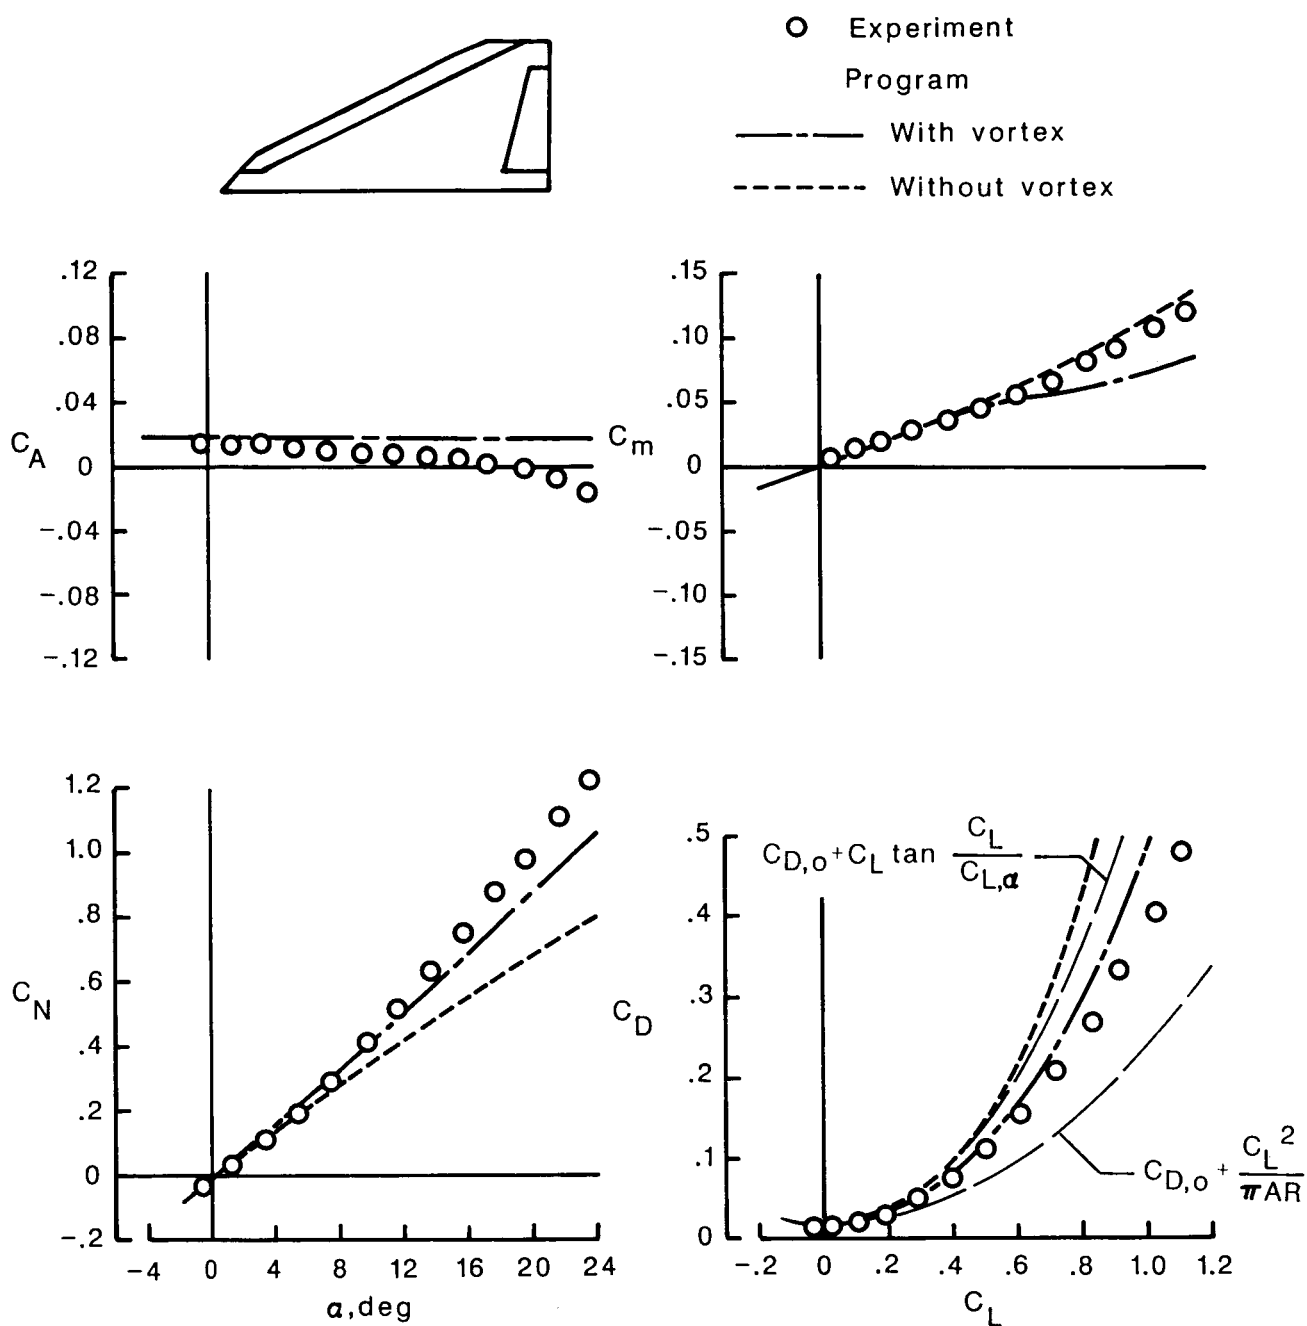 Experiment
Program
With vortex
Without vortex
.12
.08
.04
C_A
0
-.04
-.08
-.12
.15
.10
.05
C_m
0
-.05
-.10
-.15
1.2
1.0
.8
.6
C_N
.4
.2
0
-.2
-4 0 4 8 12 16 20 24
α,deg
.5
C_{D,o} + C_L tan C_L / C_{L,α}
.4
.3
C_D
.2
.1
C_{D,o} + C_L^2 / πAR
0
-.2 0 .2 .4 .6 .8 1.0 1.2
C_L